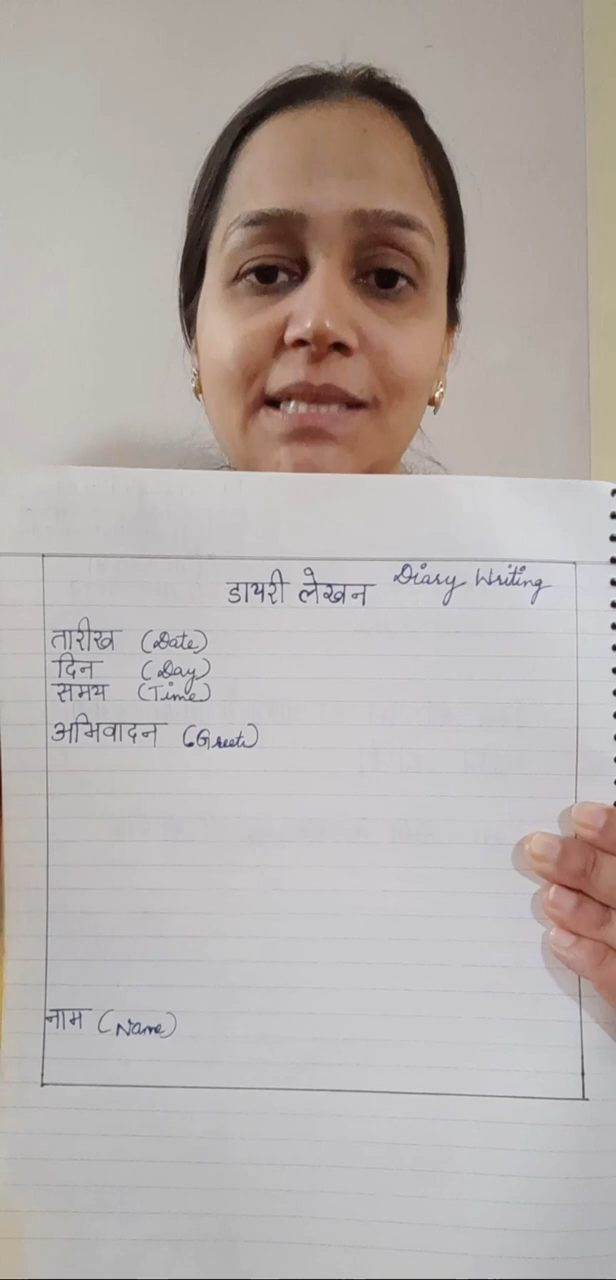 डायरी लेखन Diary Writing
तारीख (Date)
दिन (Day)
समय (Time)
अभिवादन (Greet)
नाम (Name)